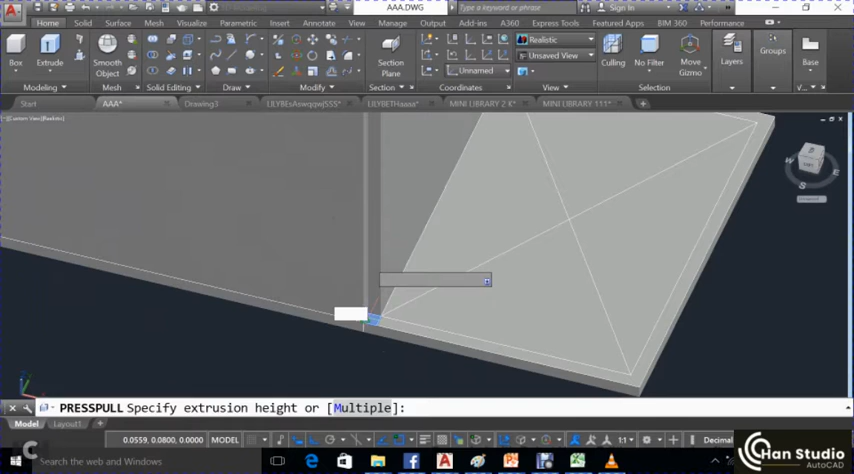 AAA.DWG
Type a keyword or phrase
Home Solid Surface Mesh Visualize Parametric Insert Annotate View Manage Output Add-ins A360 Express Tools Featured Apps BIM 360 Performance
Box Extrude Smooth Object Section Plane Realistic Unsaved View Unnamed Culling No Filter Move Gizmo Layers Groups Base
Modeling Mesh Solid Editing Draw Modify Section Coordinates View Selection
Start AAA* Drawing3 LILYBEsAswqqwjSSS* LILYBETHaaaa* MINI LIBRARY 2 K* MINI LIBRARY 111*
W E S
PRESSPULL Specify extrusion height or [Multiple]:
Model Layout1
0.0559, 0.0800, 0.0000 MODEL 1:1 Decimal
Search the web and Windows
Han Studio
AutoCAD